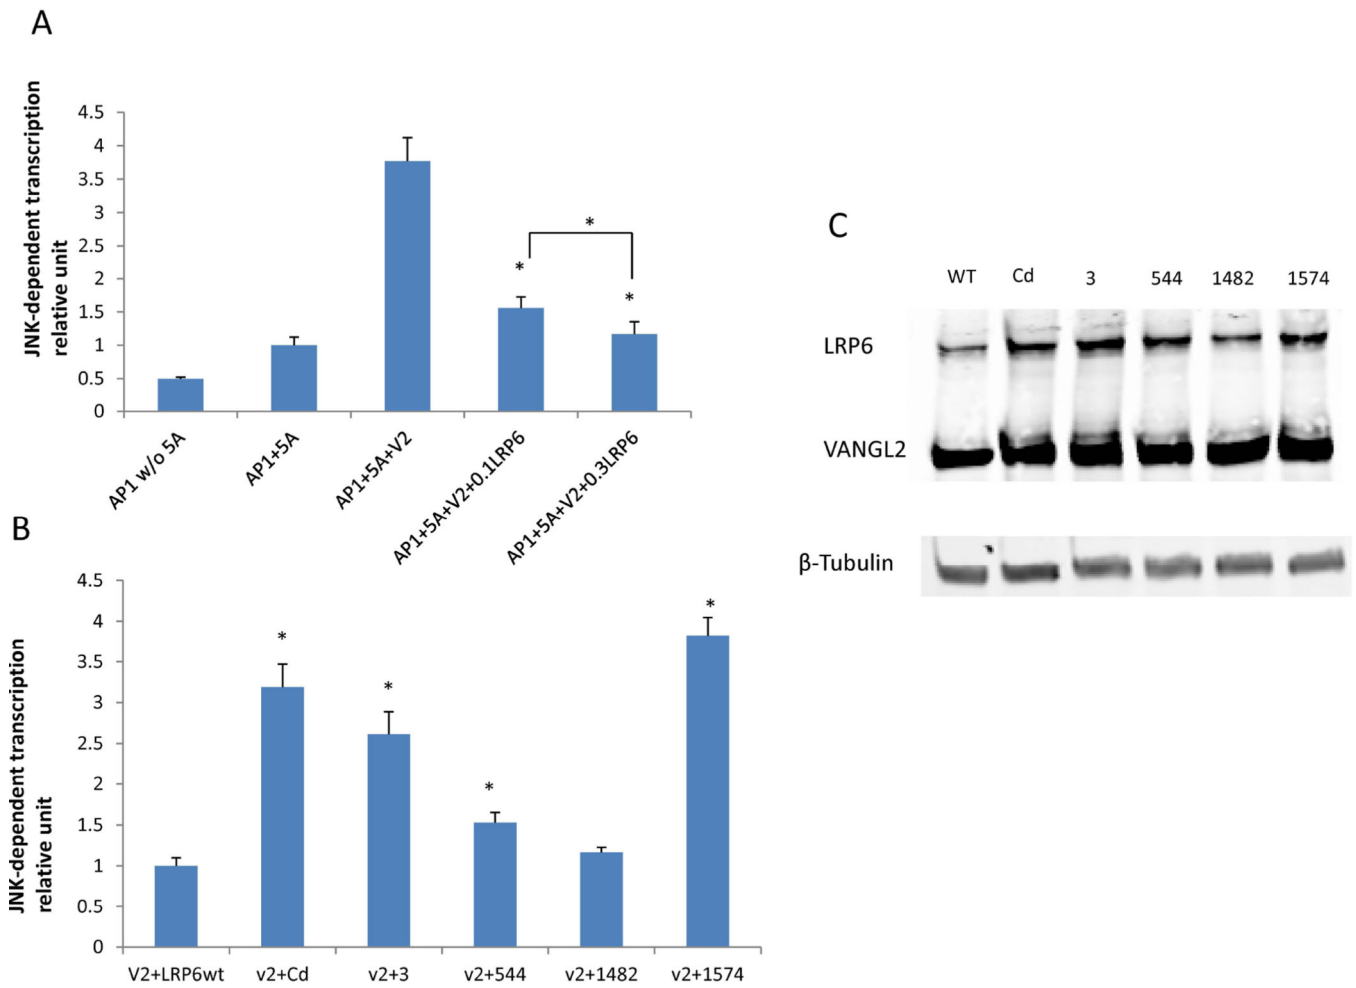 A
JNK-dependent transcription
relative unit
4.5
4
3.5
3
2.5
2
1.5
1
0.5
0
*
*
*
AP1 w/o 5A
AP1+5A
AP1+5A+V2
AP1+5A+V2+0.1LRP6
AP1+5A+V2+0.3LRP6
B
JNK-dependent transcription
relative unit
4.5
4
3.5
3
2.5
2
1.5
1
0.5
0
*
*
*
*
V2+LRP6wt
v2+Cd
v2+3
v2+544
v2+1482
v2+1574
C
WT Cd 3 544 1482 1574
LRP6
VANGL2
β-Tubulin